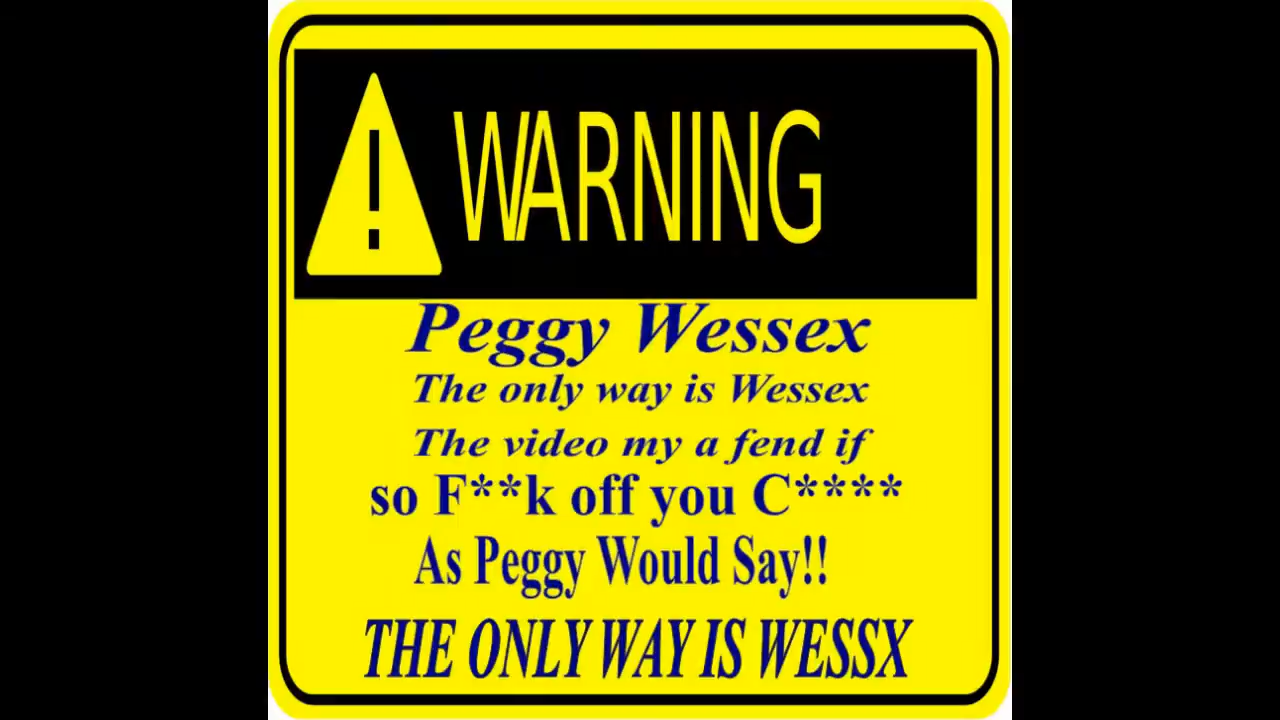 WARNING
Peggy Wessex
The only way is Wessex
The video my a fend if
so F**k off you C****
As Peggy Would Say!!
THE ONLY WAY IS WESSX